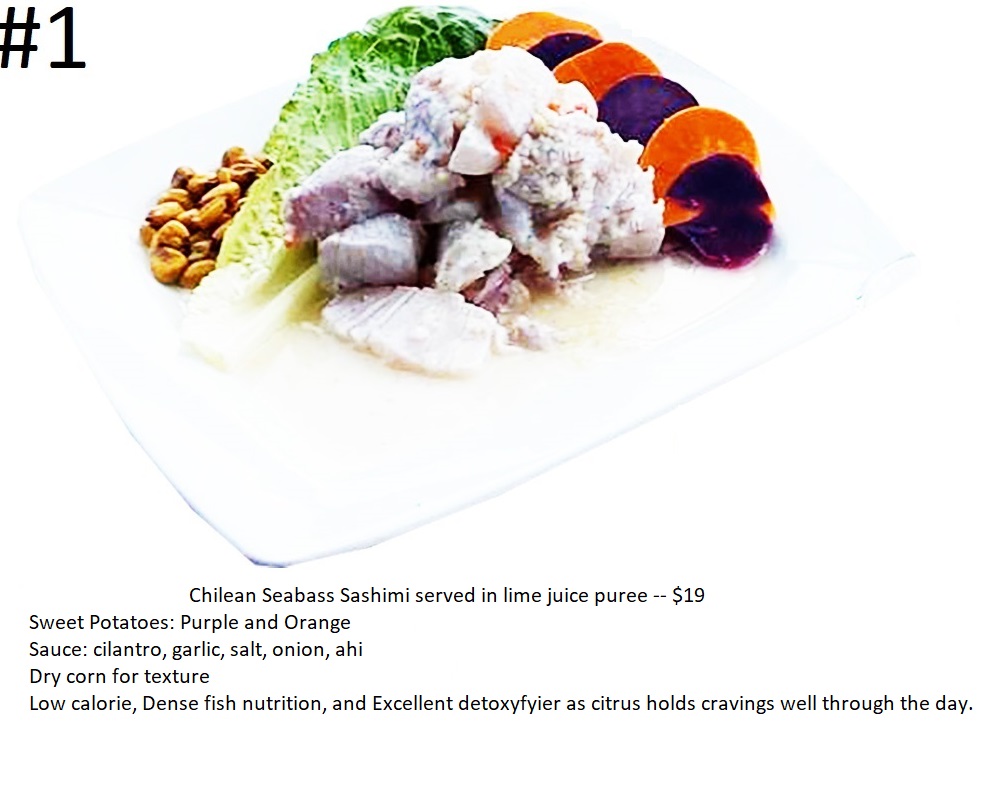 #1
Chilean Seabass Sashimi served in lime juice puree -- $19
Sweet Potatoes: Purple and Orange
Sauce: cilantro, garlic, salt, onion, ahi
Dry corn for texture
Low calorie, Dense fish nutrition, and Excellent detoxyfyier as citrus holds cravings well through the day.